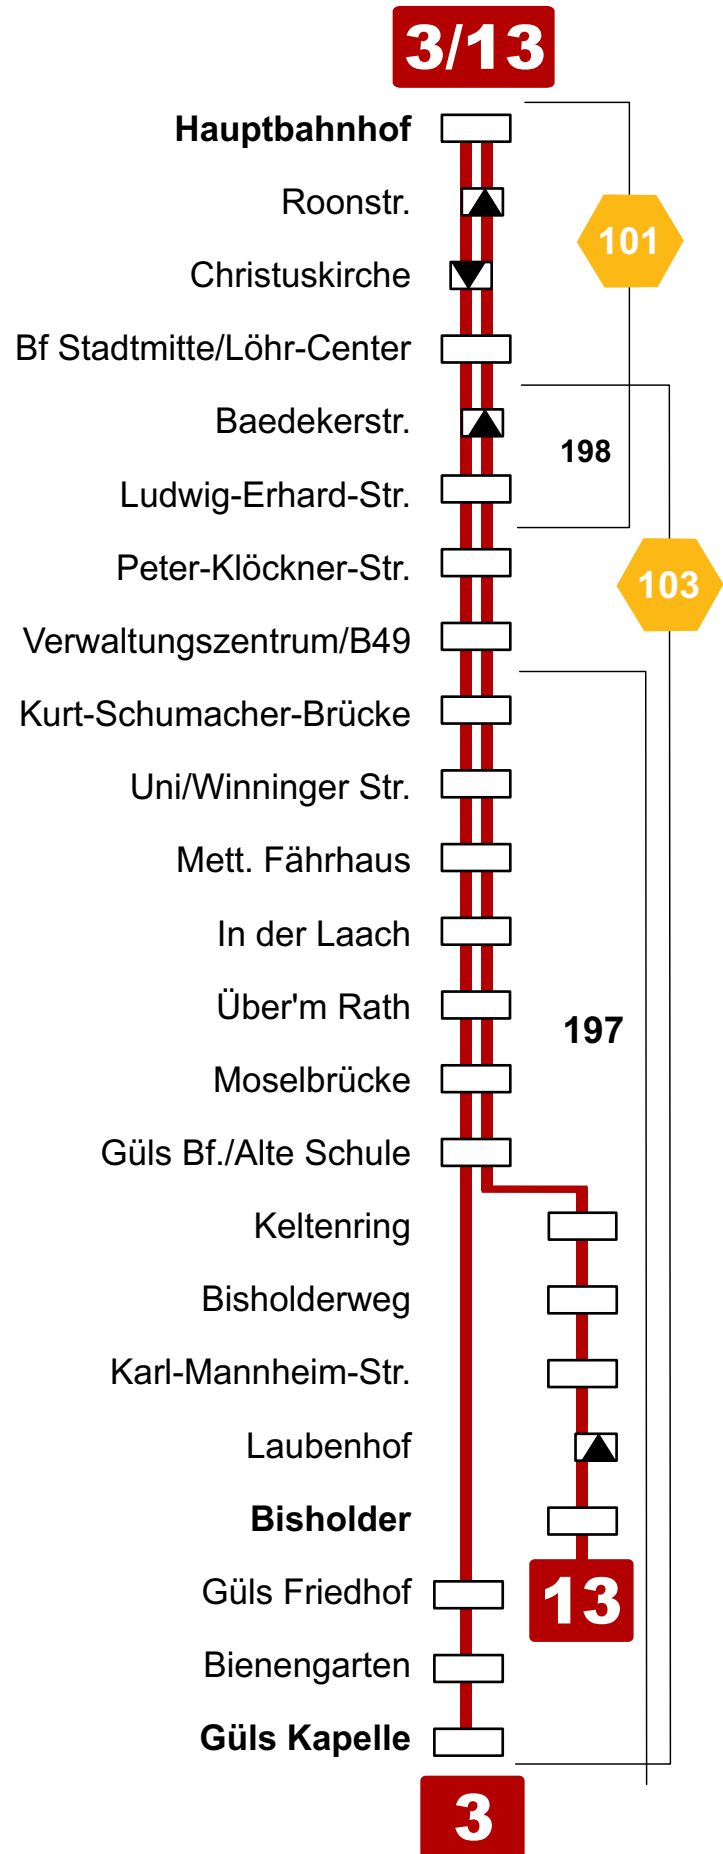 3/13
Hauptbahnhof
Roonstr.
101
Christuskirche
Bf Stadtmitte/Löhr-Center
Baedekerstr.
198
Ludwig-Erhard-Str.
Peter-Klöckner-Str.
103
Verwaltungszentrum/B49
Kurt-Schumacher-Brücke
Uni/Winninger Str.
Mett. Fährhaus
In der Laach
Über'm Rath
197
Moselbrücke
Güls Bf./Alte Schule
Keltenring
Bisholderweg
Karl-Mannheim-Str.
Laubenhof
Bisholder
Güls Friedhof
13
Bienengarten
Güls Kapelle
3